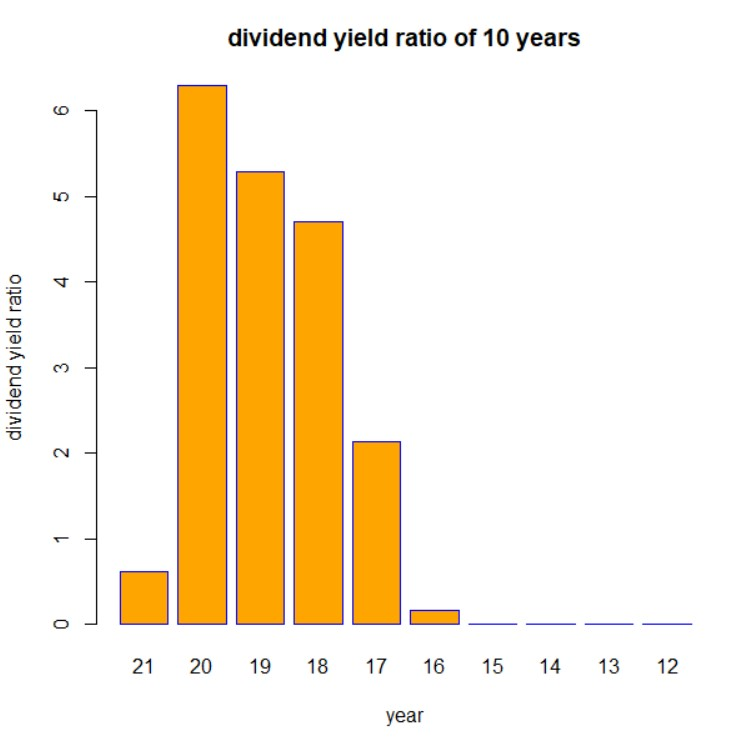 dividend yield ratio of 10 years
dividend yield ratio
6
5
4
3
2
1
0
21 20 19 18 17 16 15 14 13 12
year